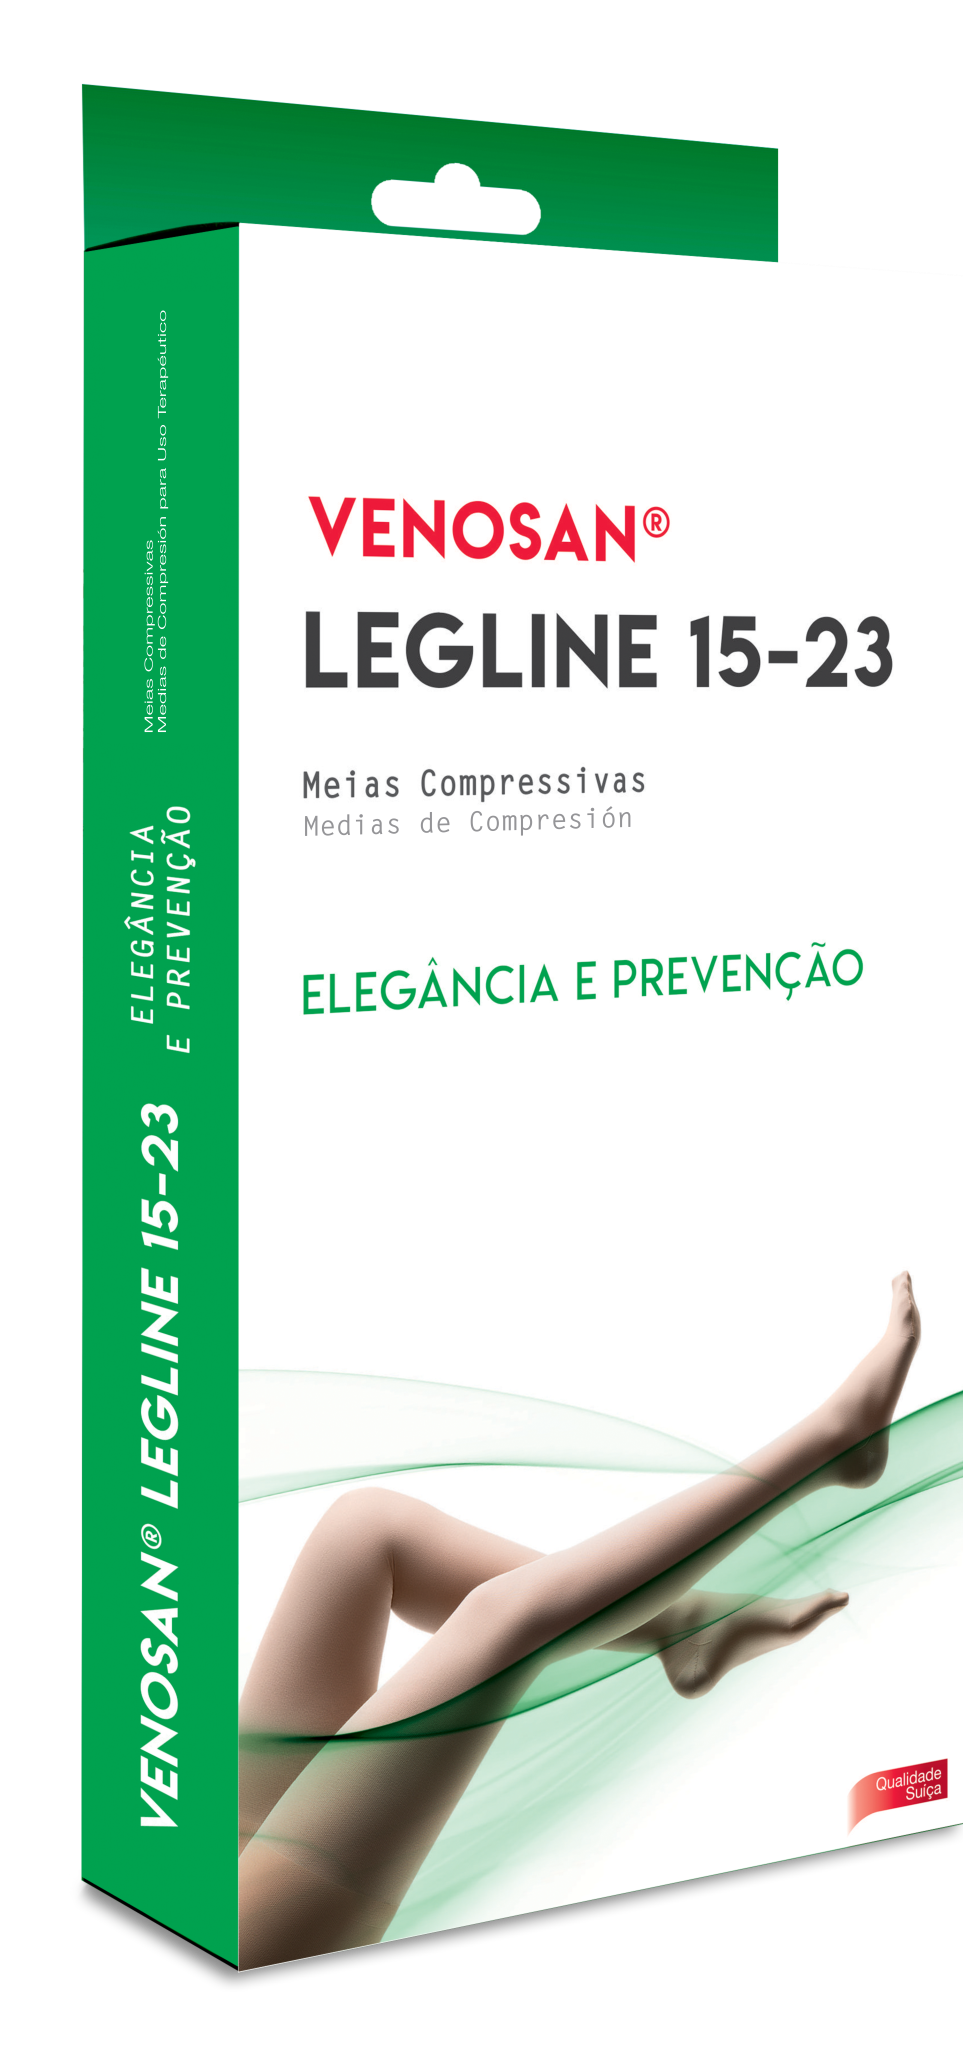 VENOSAN®
LEGLINE 15-23
Meias Compressivas
Medias de Compresión
ELEGÂNCIA E PREVENÇÃO
Qualidade
Suíça
VENOSAN® LEGLINE 15-23
ELEGÂNCIA
E PREVENÇÃO
Meias Compressivas
Medias de Compresión para Uso Terapéutico